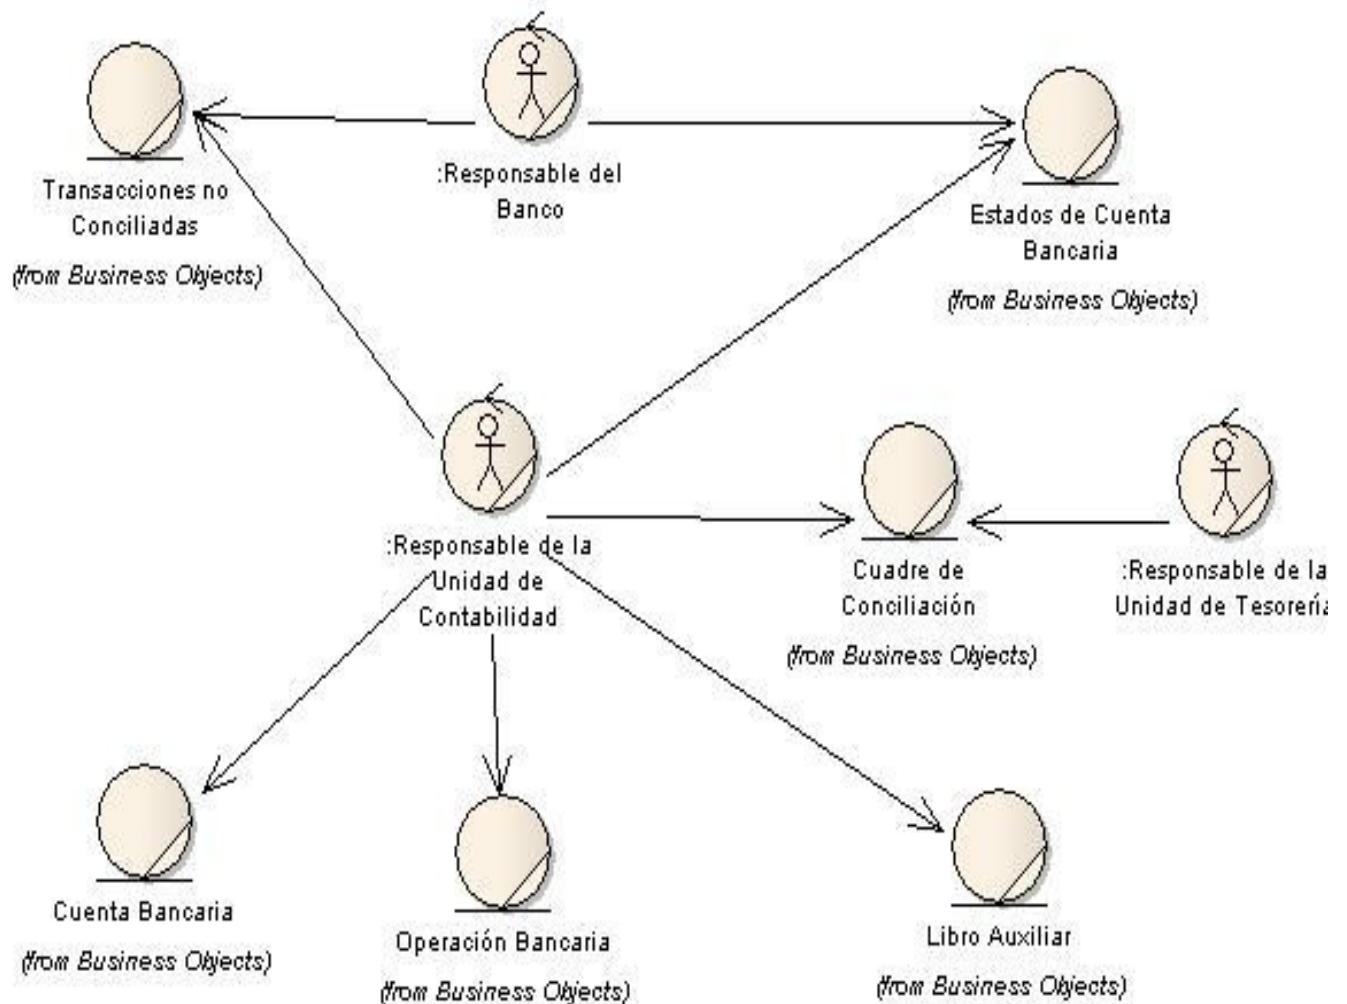 :Responsable del
Banco
Transacciones no
Conciliadas
(from Business Objects)
Estados de Cuenta
Bancaria
(from Business Objects)
:Responsable de la
Unidad de
Contabilidad
Cuadre de
Conciliación
(from Business Objects)
:Responsable de la
Unidad de Tesorería
Cuenta Bancaria
(from Business Objects)
Operación Bancaria
(from Business Objects)
Libro Auxiliar
(from Business Objects)